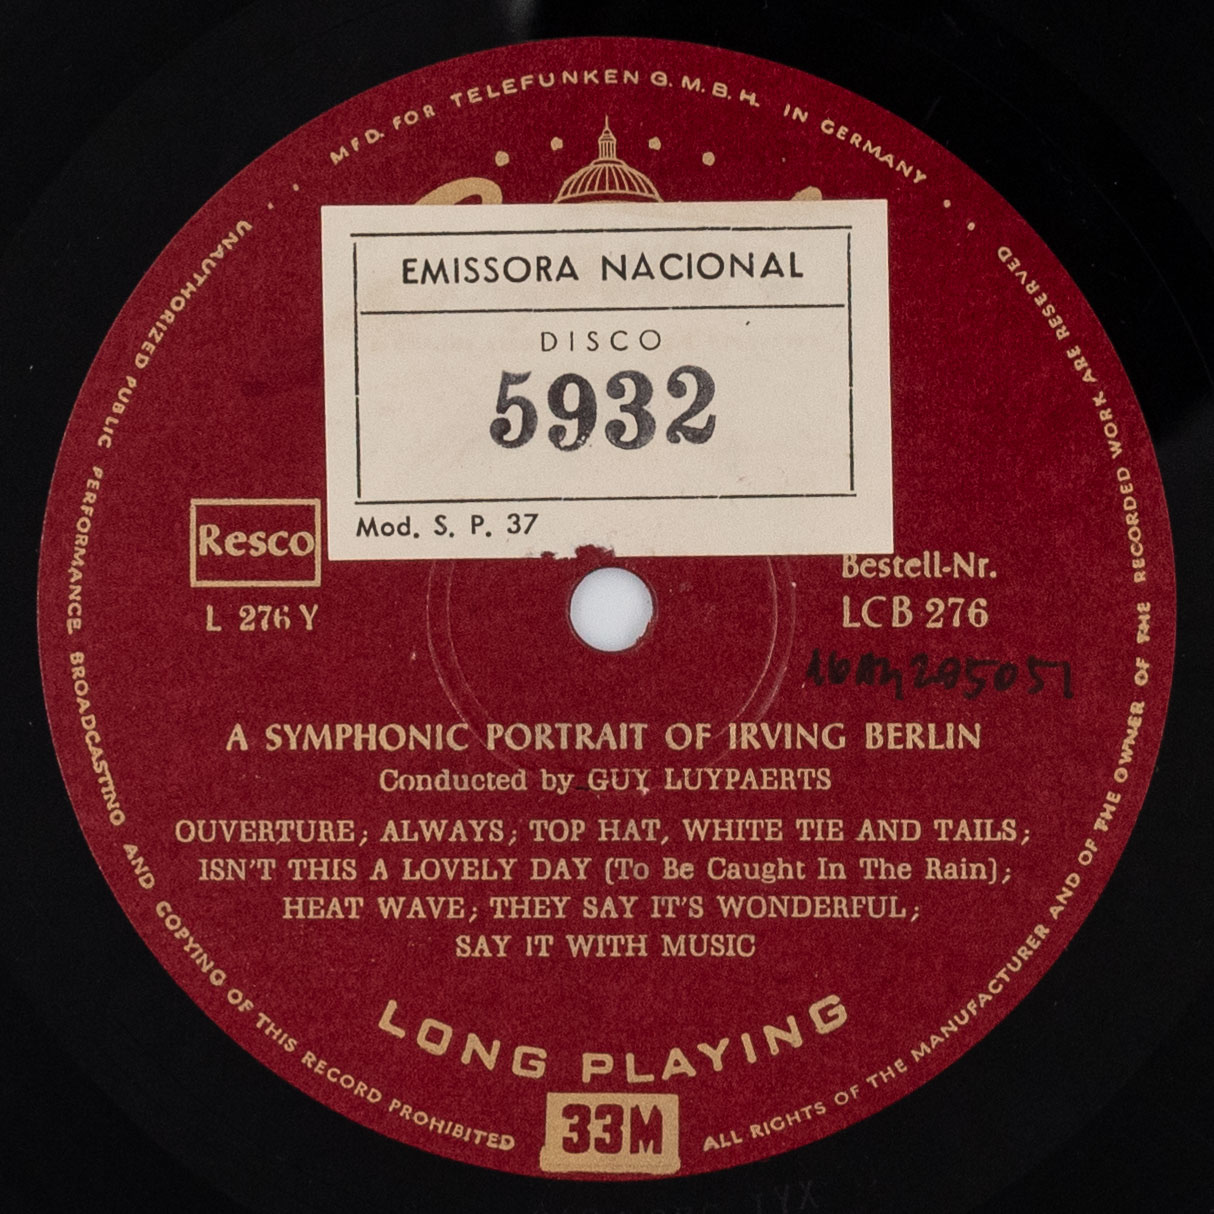 MFD. FOR TELEFUNKEN G.M.B.H. IN GERMANY
EMISSORA NACIONAL
DISCO
5932
Mod. S. P. 37
Resco
L 276 Y
Bestell-Nr.
LCB 276
A SYMPHONIC PORTRAIT OF IRVING BERLIN
Conducted by GUY LUYPAERTS
OUVERTURE; ALWAYS; TOP HAT, WHITE TIE AND TAILS;
ISN'T THIS A LOVELY DAY (To Be Caught In The Rain);
HEAT WAVE; THEY SAY IT'S WONDERFUL;
SAY IT WITH MUSIC
LONG PLAYING
33M
UNAUTHORIZED PUBLIC PERFORMANCE BROADCASTING AND COPYING OF THIS RECORD PROHIBITED
ALL RIGHTS OF THE MANUFACTURER AND OF THE OWNER OF THE RECORDED WORK ARE RESERVED